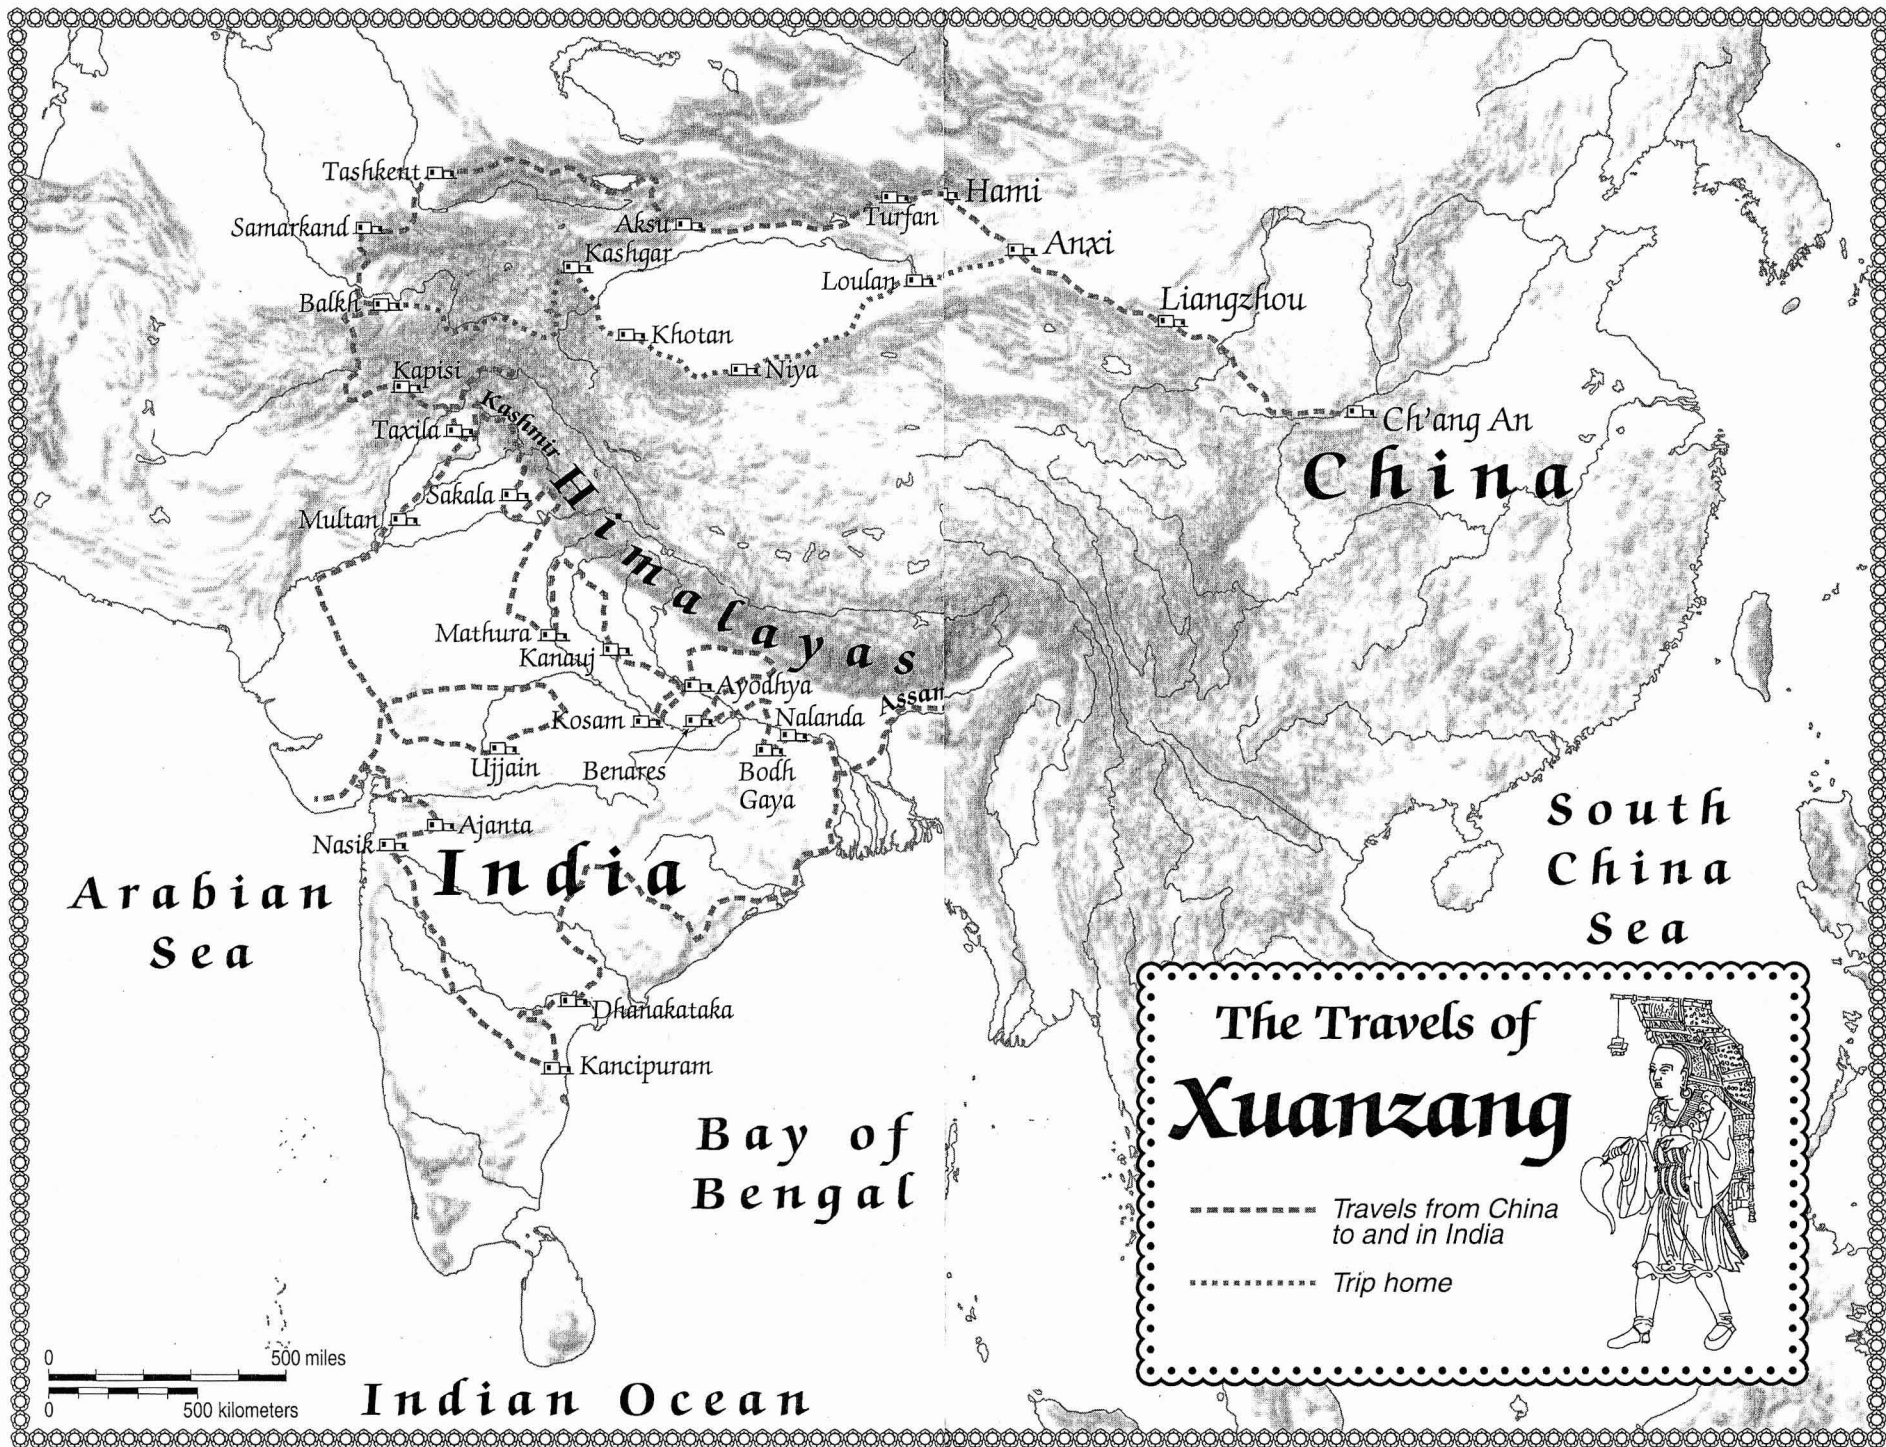 Tashkent
Hami
Samarkand
Aksu
Turfan
Kashgar
Anxi
Loulan
Balkh
Liangzhou
Khotan
Kapisi
Niya
Kashmir
Taxila
Ch'ang An
China
Sakala
Multan
Himalayas
Mathura
Kanauj
Ayodhya
Assam
Kosam
Nalanda
Ujjain
Benares
Bodh
Gaya
Ajanta
Nasik
India
Arabian
Sea
South
China
Sea
Dhanakataka
Kancipuram
Bay of
Bengal
The Travels of
Xuanzang
Travels from China
to and in India
Trip home
0 500 miles
0 500 kilometers
Indian Ocean